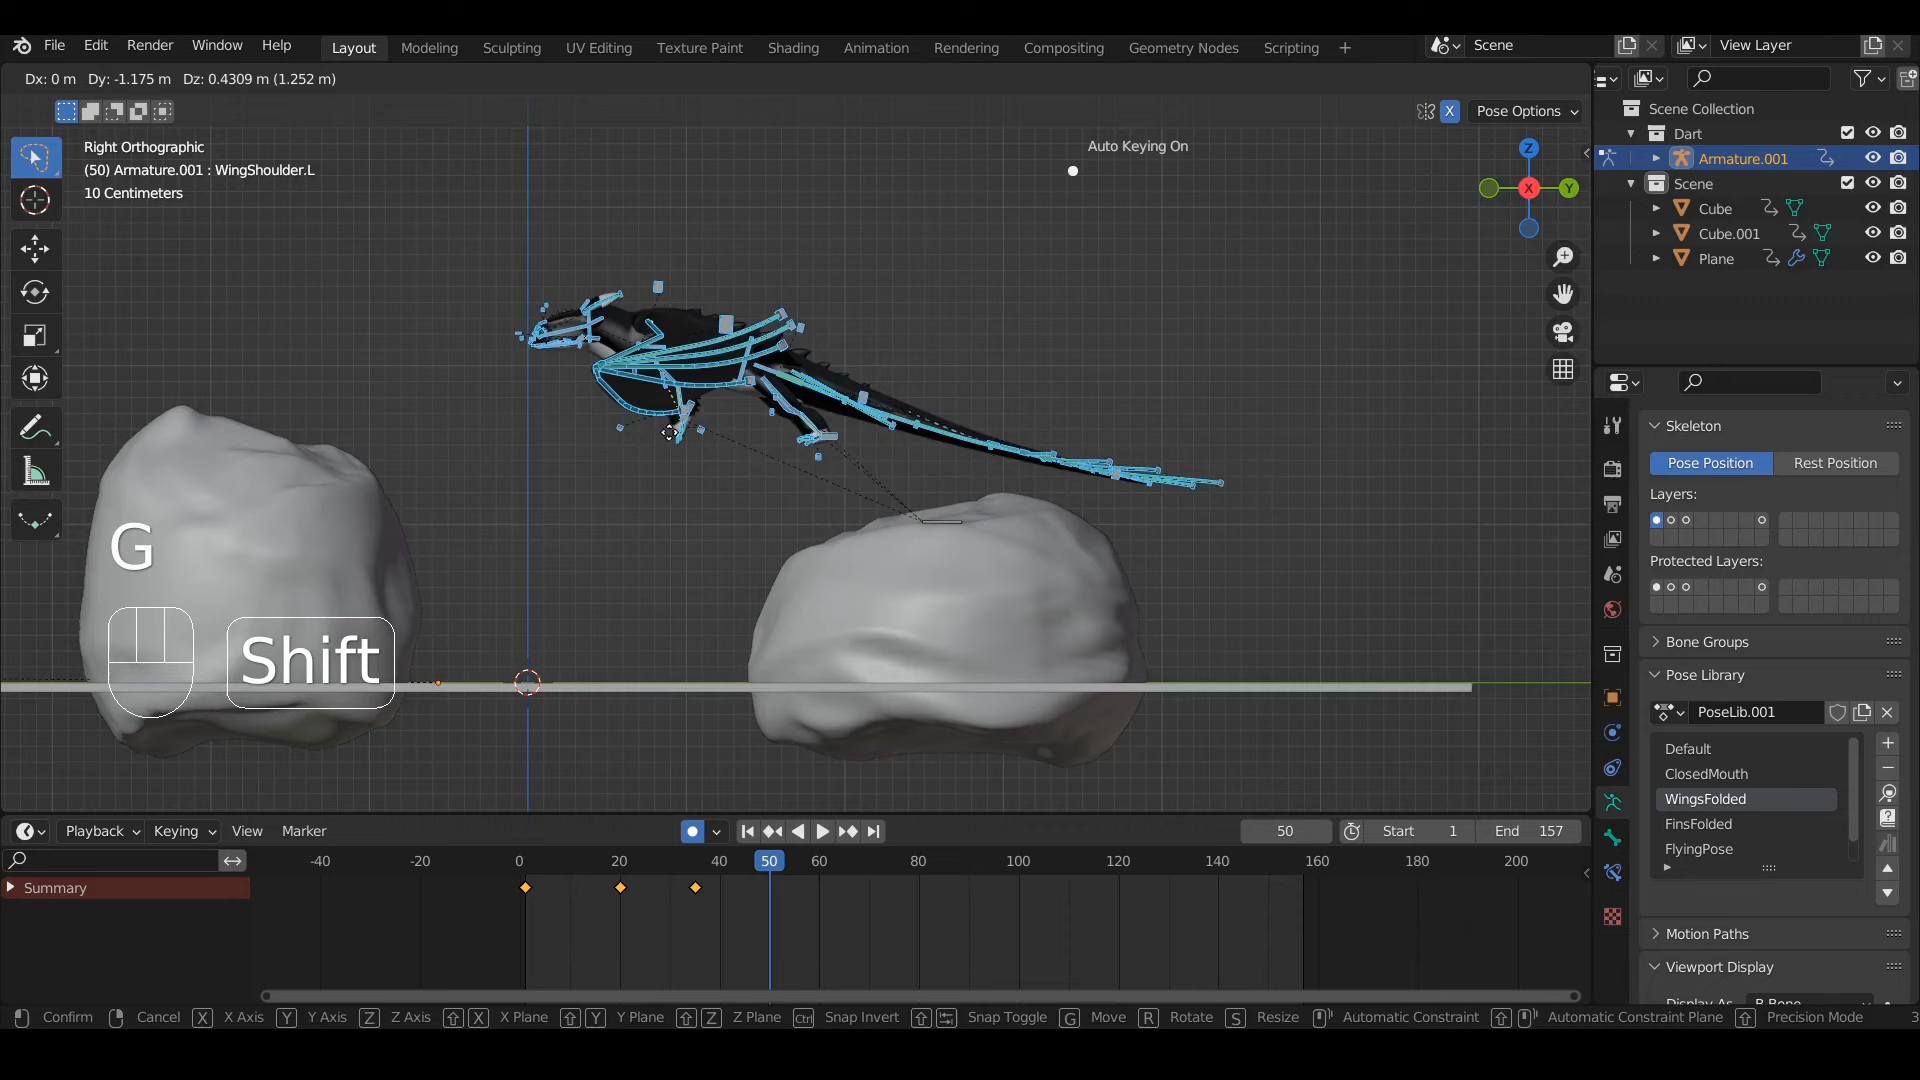 File Edit Render Window Help Layout Modeling Sculpting UV Editing Texture Paint Shading Animation Rendering Compositing Geometry Nodes Scripting + Scene View Layer
Dx: 0 m Dy: -1.175 m Dz: 0.4309 m (1.252 m)
X Pose Options
Right Orthographic
(50) Armature.001 : WingShoulder.L
10 Centimeters
Auto Keying On
Z
X
Y
G
Shift
Scene Collection
Dart
Armature.001
Scene
Cube
Cube.001
Plane
Skeleton
Pose Position Rest Position
Layers:
Protected Layers:
Bone Groups
Pose Library
PoseLib.001
Default
ClosedMouth
WingsFolded
FinsFolded
FlyingPose
Motion Paths
Viewport Display
Playback Keying View Marker 50 Start 1 End 157
-40 -20 0 20 40 50 60 80 100 120 140 160 180 200
Summary
Confirm Cancel X X Axis Y Y Axis Z Z Axis X X Plane Y Y Plane Z Z Plane Ctrl Snap Invert Snap Toggle G Move R Rotate S Resize Automatic Constraint Automatic Constraint Plane Precision Mode